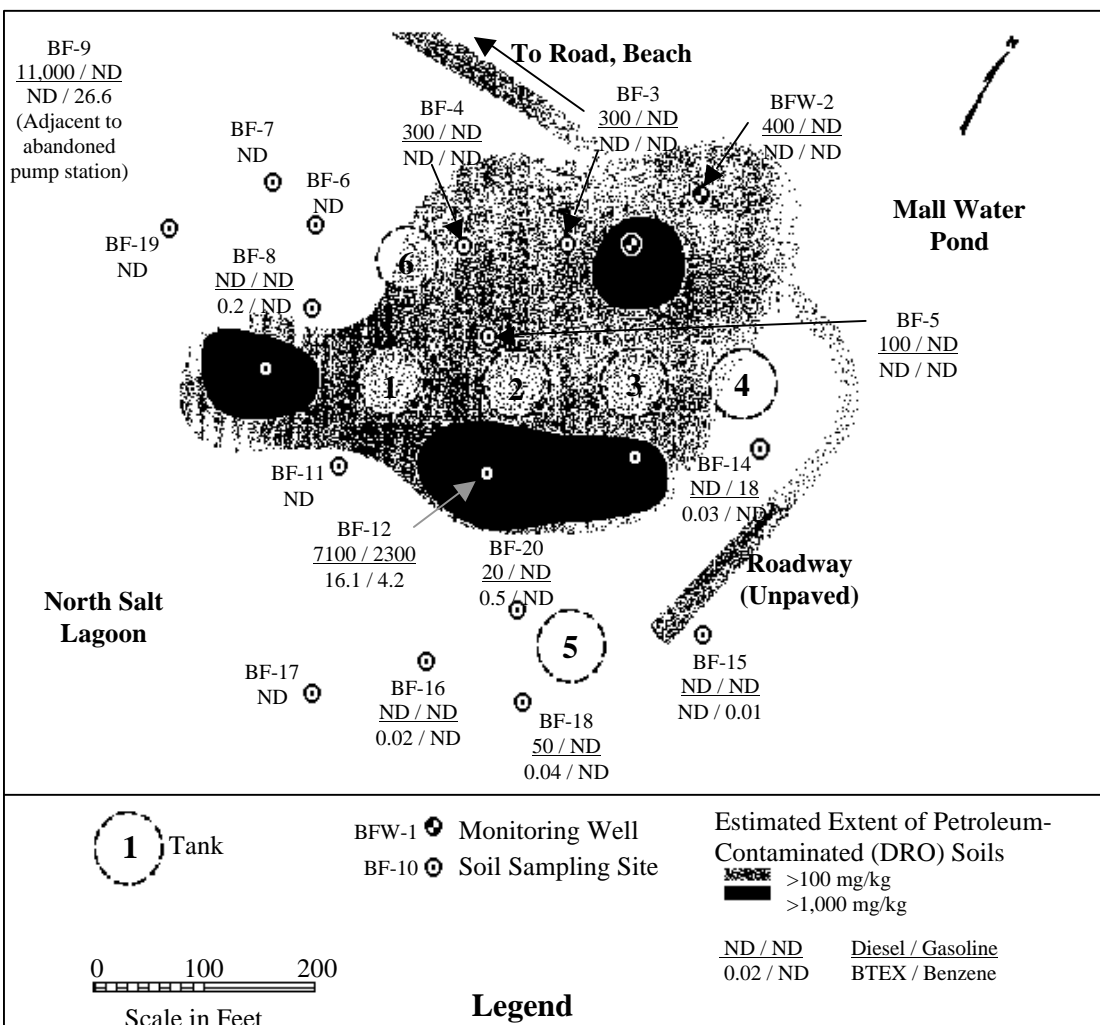 BF-9
11,000 / ND
ND / 26.6
(Adjacent to
abandoned
pump station)
To Road, Beach
BF-7
ND
BF-6
ND
BF-4
300 / ND
ND / ND
BF-3
300 / ND
ND / ND
BFW-2
400 / ND
ND / ND
Mall Water
Pond
BF-19
ND
BF-8
ND / ND
0.2 / ND
6
BF-5
100 / ND
ND / ND
1
2
3
4
BF-11
ND
BF-14
ND / 18
0.03 / ND
BF-12
7100 / 2300
16.1 / 4.2
BF-20
20 / ND
0.5 / ND
Roadway
(Unpaved)
North Salt
Lagoon
5
BF-17
ND
BF-16
ND / ND
0.02 / ND
BF-15
ND / ND
ND / 0.01
BF-18
50 / ND
0.04 / ND
1 Tank
BFW-1 Monitoring Well
BF-10 Soil Sampling Site
Estimated Extent of Petroleum-
Contaminated (DRO) Soils
>100 mg/kg
>1,000 mg/kg
ND / ND Diesel / Gasoline
0.02 / ND BTEX / Benzene
0 100 200
Scale in Feet
Legend